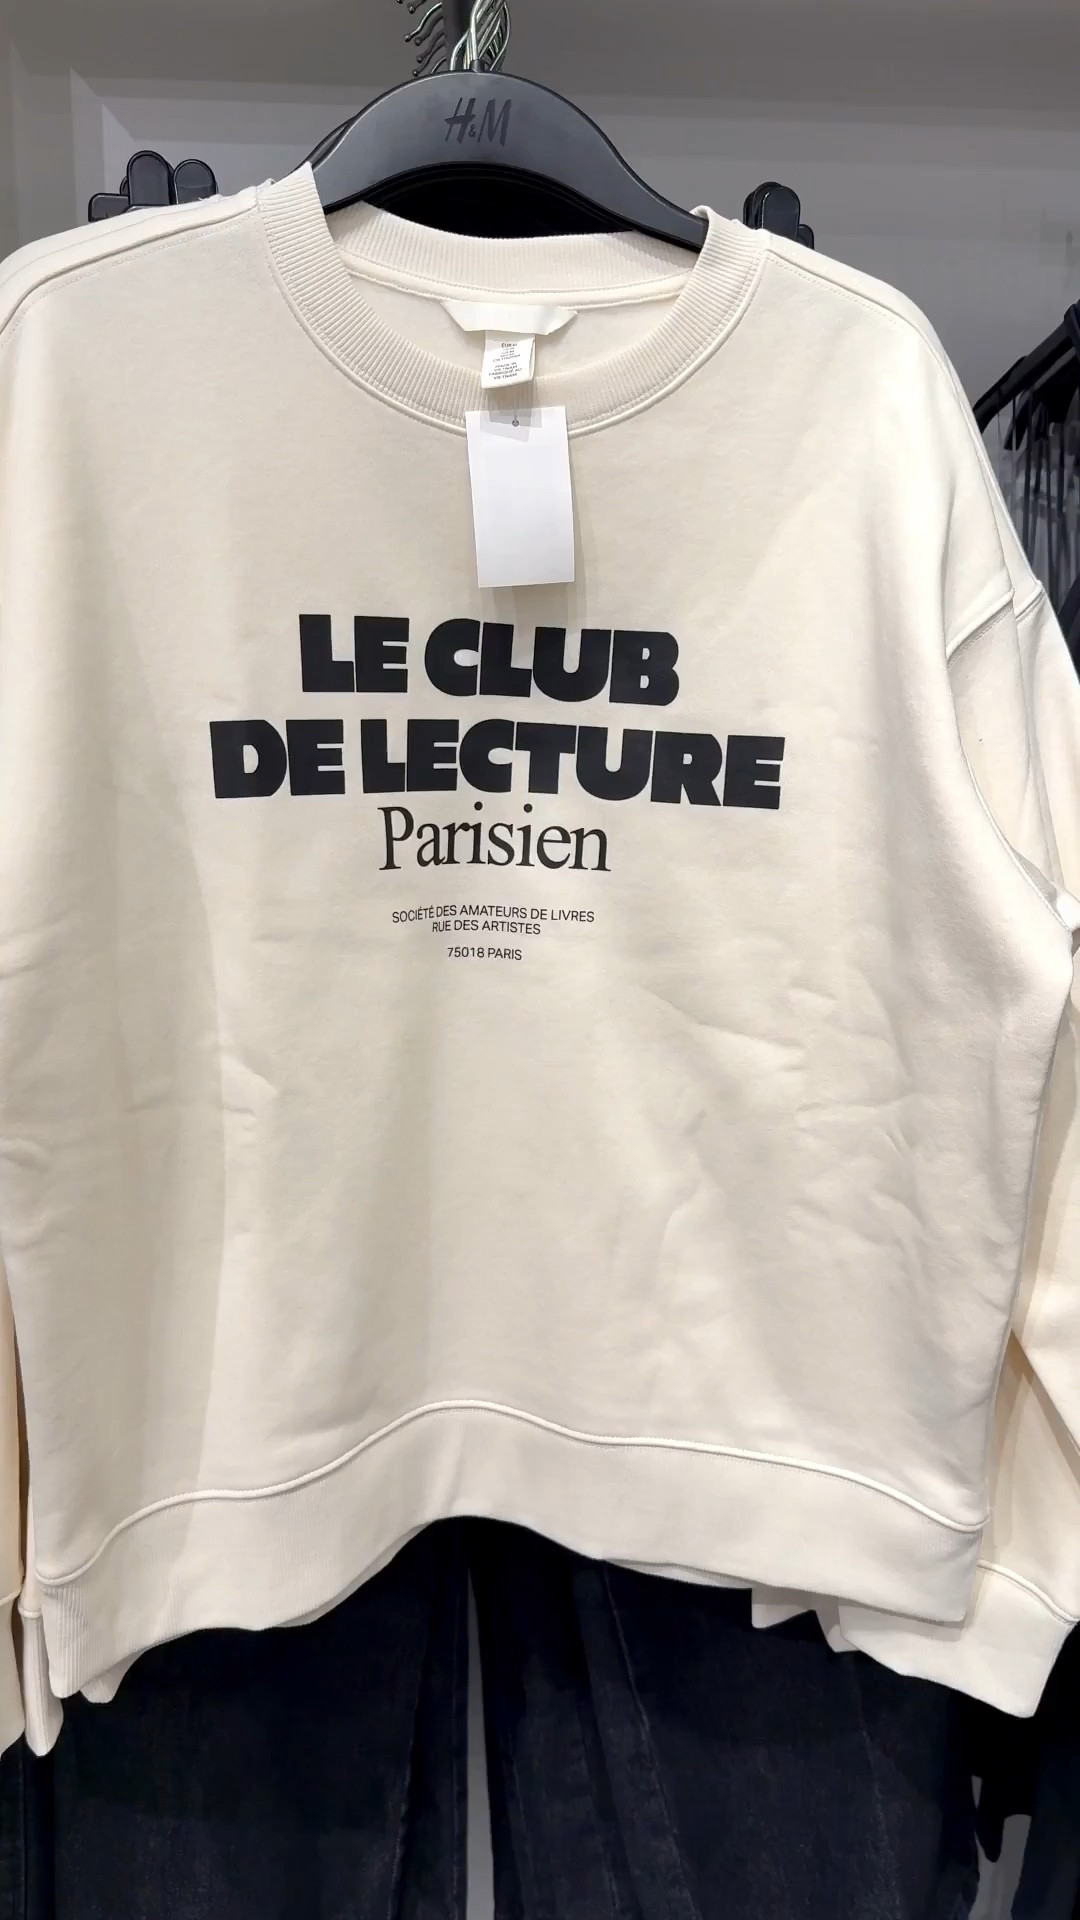 H&M
LE CLUB
DE LECTURE
Parisien
SOCIÉTÉ DES AMATEURS DE LIVRES
RUE DES ARTISTES
75018 PARIS